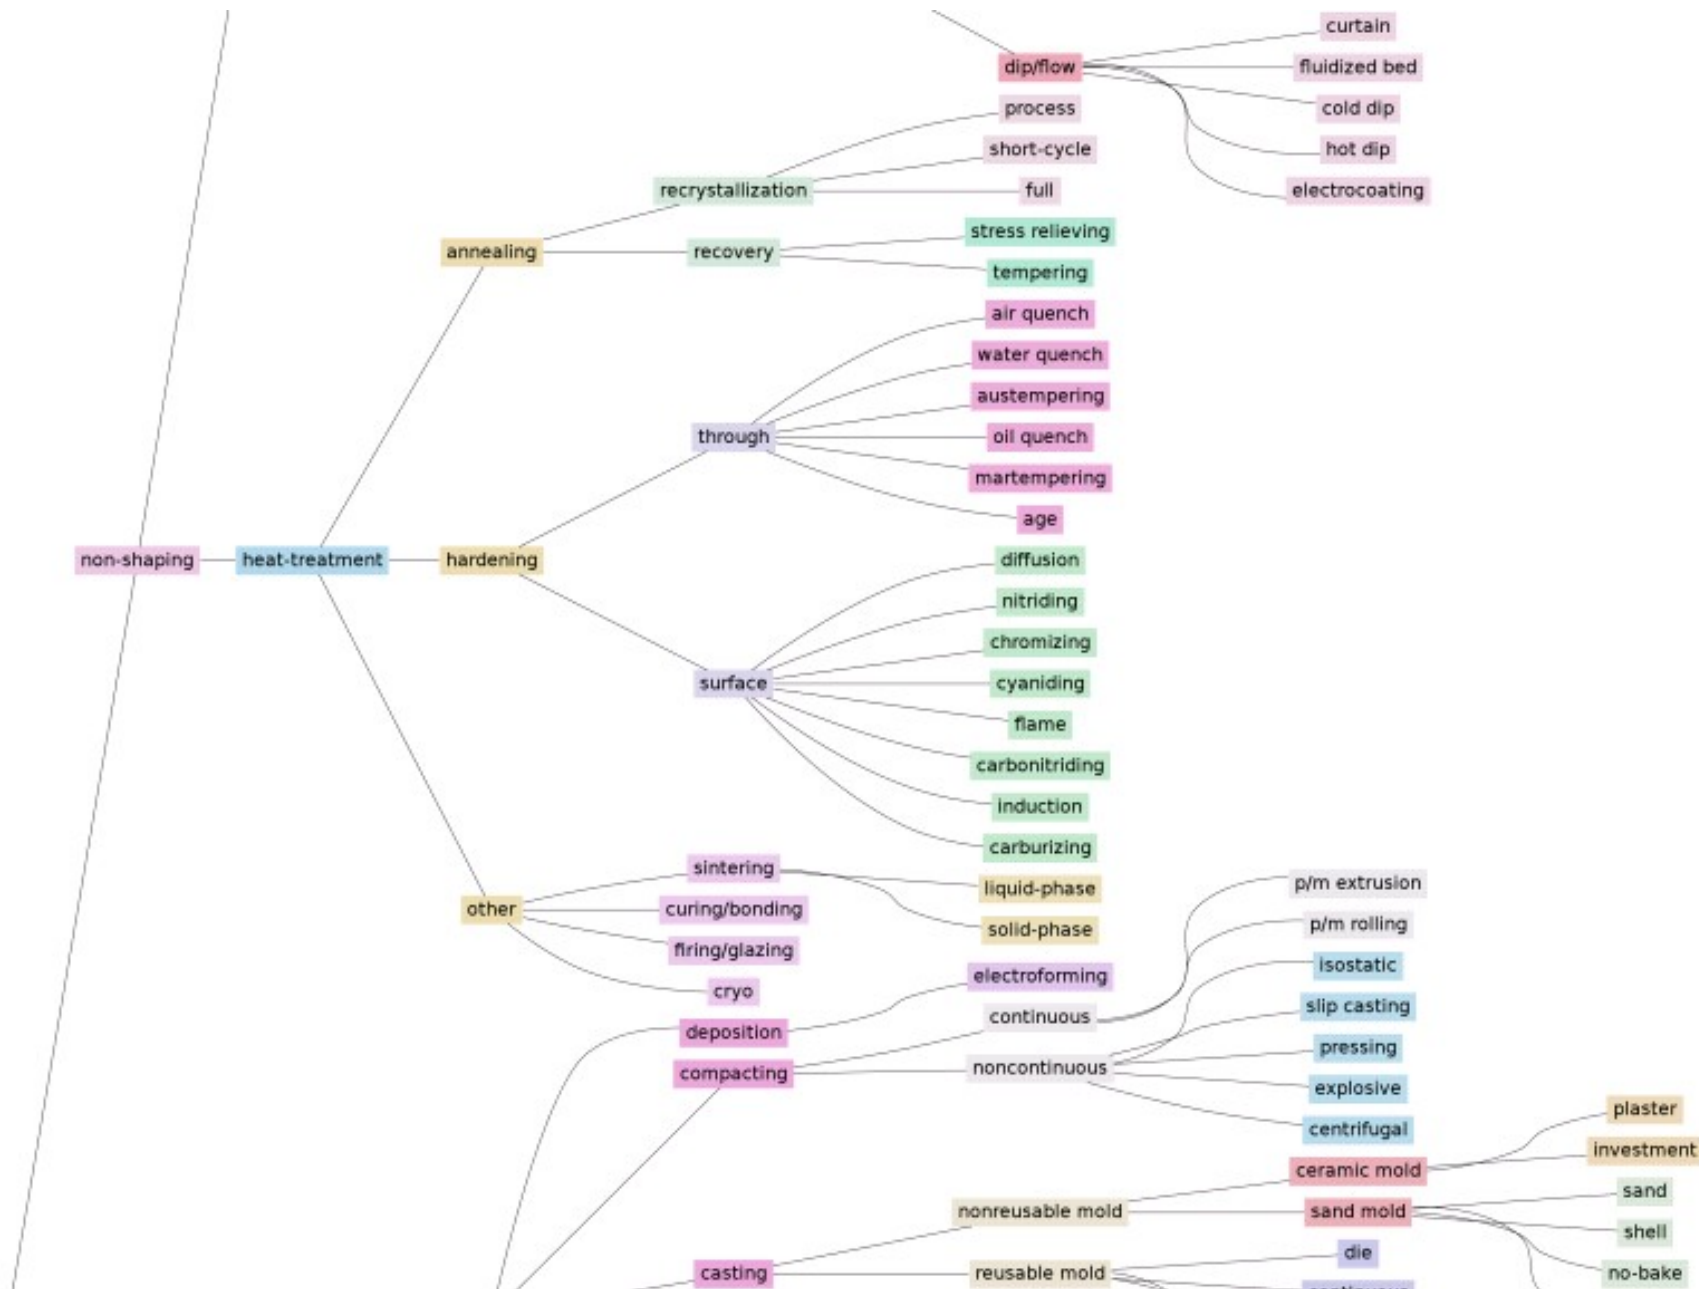 curtain
dip/flow
fluidized bed
process
cold dip
short-cycle
hot dip
recrystallization
full
electrocoating
stress relieving
annealing
recovery
tempering
air quench
water quench
austempering
through
oil quench
martempering
age
non-shaping
heat-treatment
hardening
diffusion
nitriding
chromizing
surface
cyaniding
flame
carbonitriding
induction
carburizing
sintering
liquid-phase
p/m extrusion
other
curing/bonding
solid-phase
p/m rolling
firing/glazing
electroforming
isostatic
cryo
continuous
slip casting
deposition
compacting
noncontinuous
pressing
explosive
plaster
centrifugal
investment
ceramic mold
sand
nonreusable mold
sand mold
shell
die
casting
reusable mold
no-bake